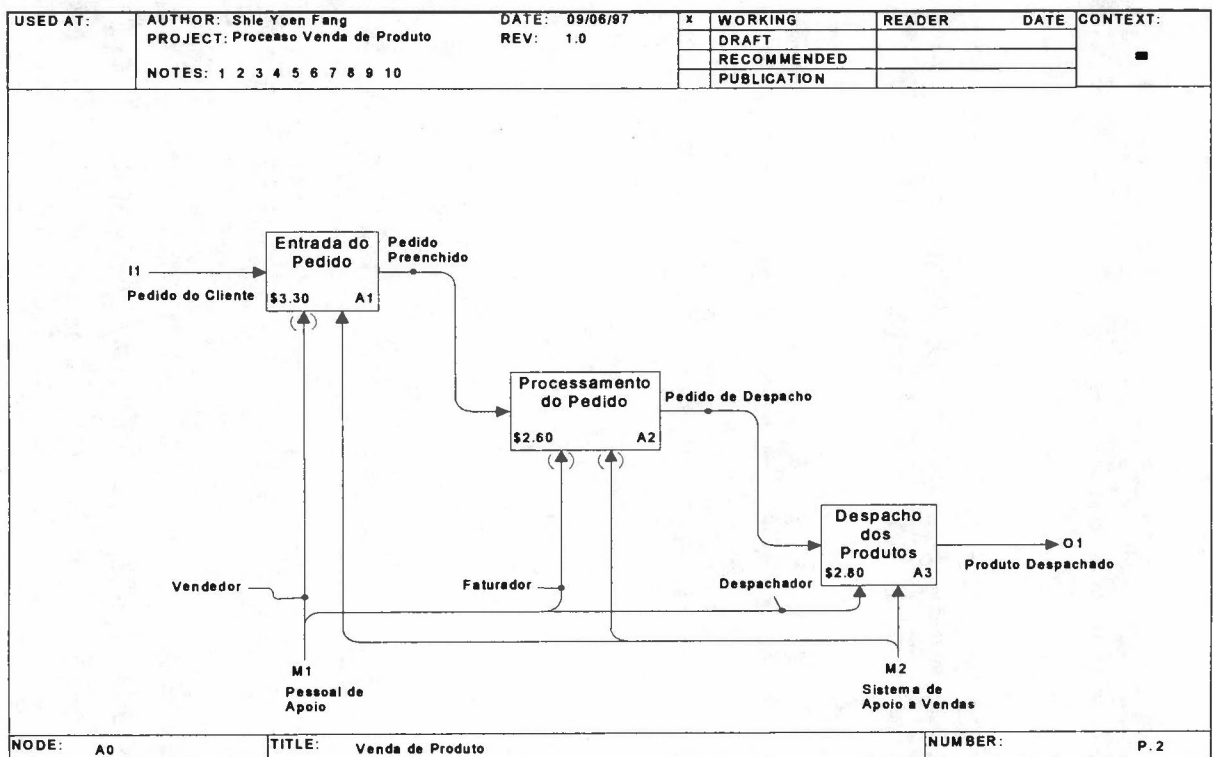 USED AT:
AUTHOR: Shie Yoen Fang
DATE: 09/06/97
PROJECT: Processo Venda de Produto
REV: 1.0
NOTES: 1 2 3 4 5 6 7 8 9 10
x WORKING
DRAFT
RECOMMENDED
PUBLICATION
READER DATE
CONTEXT:
Entrada do
Pedido
$3.30 A1
Pedido
Preenchido
I1
Pedido do Cliente
Processamento
do Pedido
$2.60 A2
Pedido de Despacho
Despacho
dos
Produtos
$2.80 A3
O1
Produto Despachado
Vendedor
Faturador
Despachador
M1
Pessoal de
Apoio
M2
Sistema de
Apoio a Vendas
NODE: A0
TITLE: Venda de Produto
NUMBER: P.2